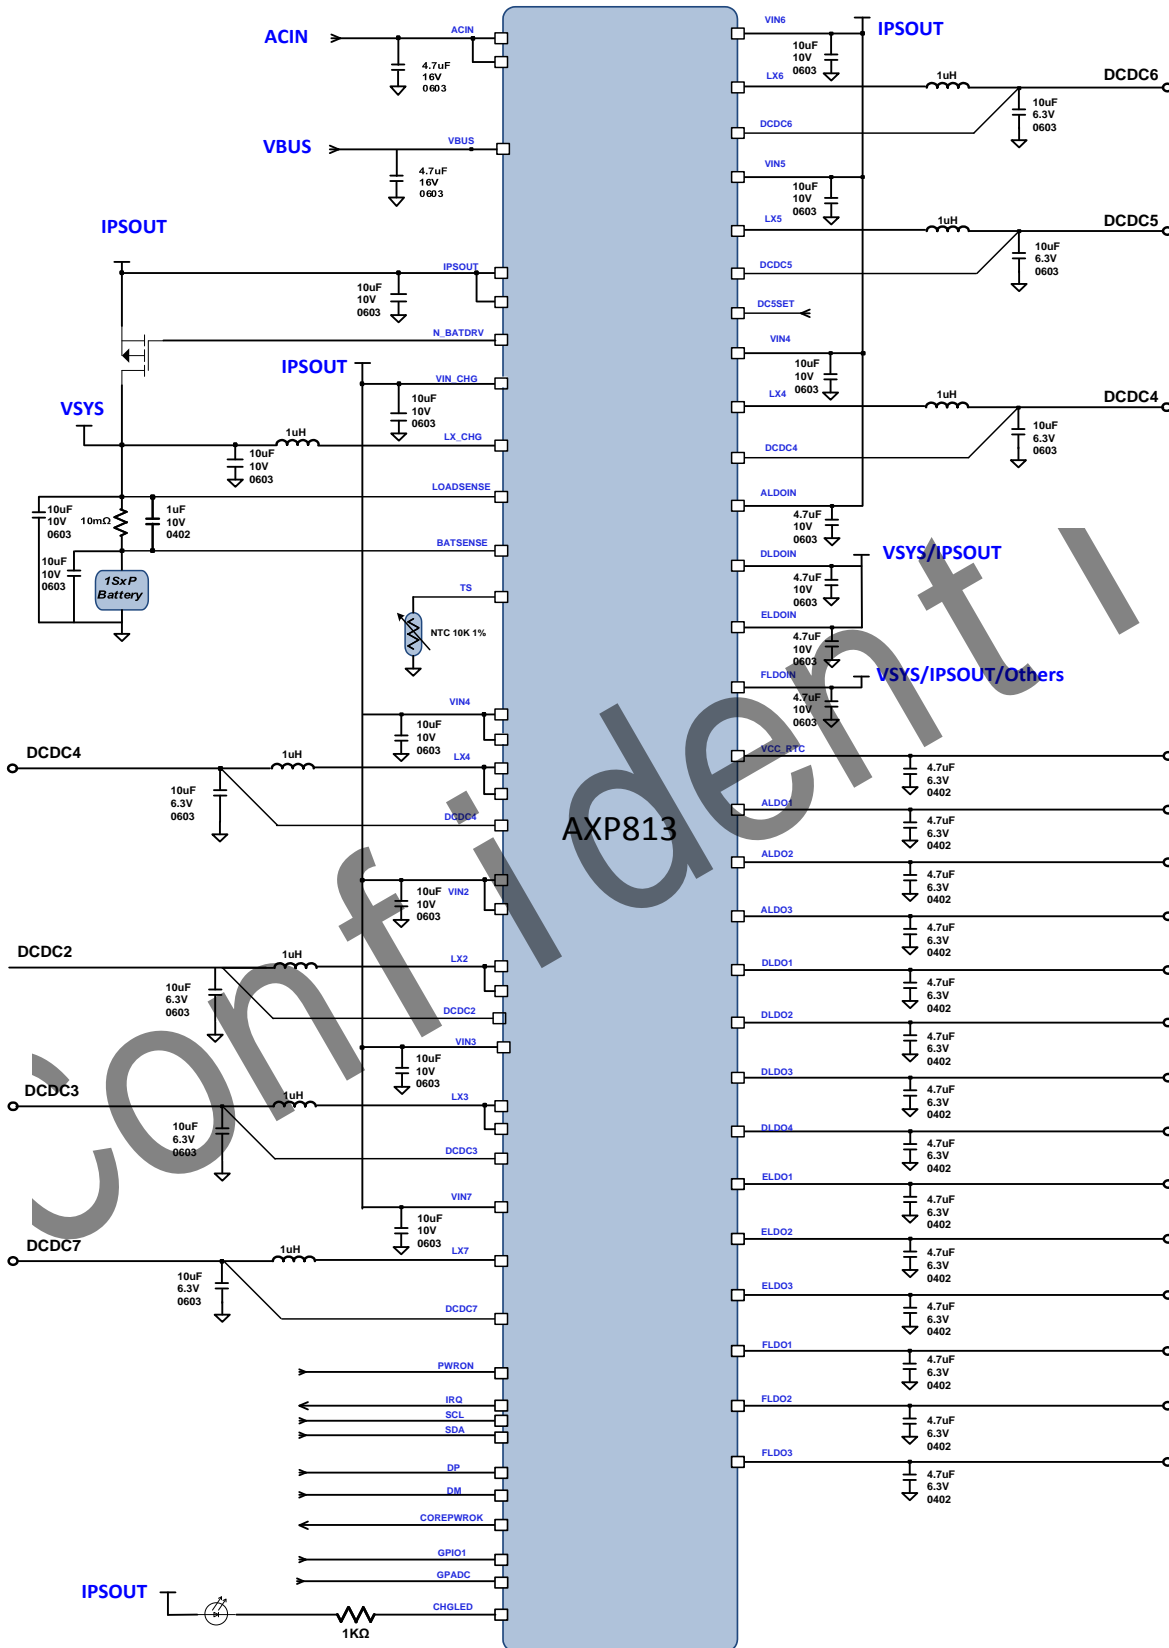 ACIN
ACIN
4.7uF
16V
0603
VBUS
VBUS
4.7uF
16V
0603
IPSOUT
IPSOUT
10uF
10V
0603
N_BATDRV
IPSOUT
VIN_CHG
10uF
10V
0603
VSYS
1uH
LX_CHG
10uF
10V
0603
LOADSENSE
10uF
10V
0603
10mΩ
1uF
10V
0402
BATSENSE
10uF
10V
0603
1SxP
Battery
TS
NTC 10K 1%
VIN4
10uF
10V
0603
DCDC4
1uH
LX4
10uF
6.3V
0603
DCDC4
VIN2
10uF
10V
0603
DCDC2
1uH
LX2
10uF
6.3V
0603
DCDC2
VIN3
10uF
10V
0603
DCDC3
1uH
LX3
10uF
6.3V
0603
DCDC3
VIN7
10uF
10V
0603
DCDC7
1uH
LX7
10uF
6.3V
0603
DCDC7
PWRON
IRQ
SCL
SDA
DP
DM
COREPWROK
GPIO1
GPADC
IPSOUT
CHGLED
1KΩ
AXP813
VIN6
IPSOUT
10uF
10V
0603
LX6
1uH
DCDC6
10uF
6.3V
0603
DCDC6
VIN5
10uF
10V
0603
LX5
1uH
DCDC5
10uF
6.3V
0603
DCDC5
DC5SET
VIN4
10uF
10V
0603
LX4
1uH
DCDC4
10uF
6.3V
0603
DCDC4
ALDOIN
4.7uF
10V
0603
VSYS/IPSOUT
DLDOIN
4.7uF
10V
0603
ELDOIN
4.7uF
10V
0603
FLDOIN
VSYS/IPSOUT/Others
4.7uF
10V
0603
VCC_RTC
4.7uF
6.3V
0402
ALDO1
4.7uF
6.3V
0402
ALDO2
4.7uF
6.3V
0402
ALDO3
4.7uF
6.3V
0402
DLDO1
4.7uF
6.3V
0402
DLDO2
4.7uF
6.3V
0402
DLDO3
4.7uF
6.3V
0402
DLDO4
4.7uF
6.3V
0402
ELDO1
4.7uF
6.3V
0402
ELDO2
4.7uF
6.3V
0402
ELDO3
4.7uF
6.3V
0402
FLDO1
4.7uF
6.3V
0402
FLDO2
4.7uF
6.3V
0402
FLDO3
4.7uF
6.3V
0402
Confidenti